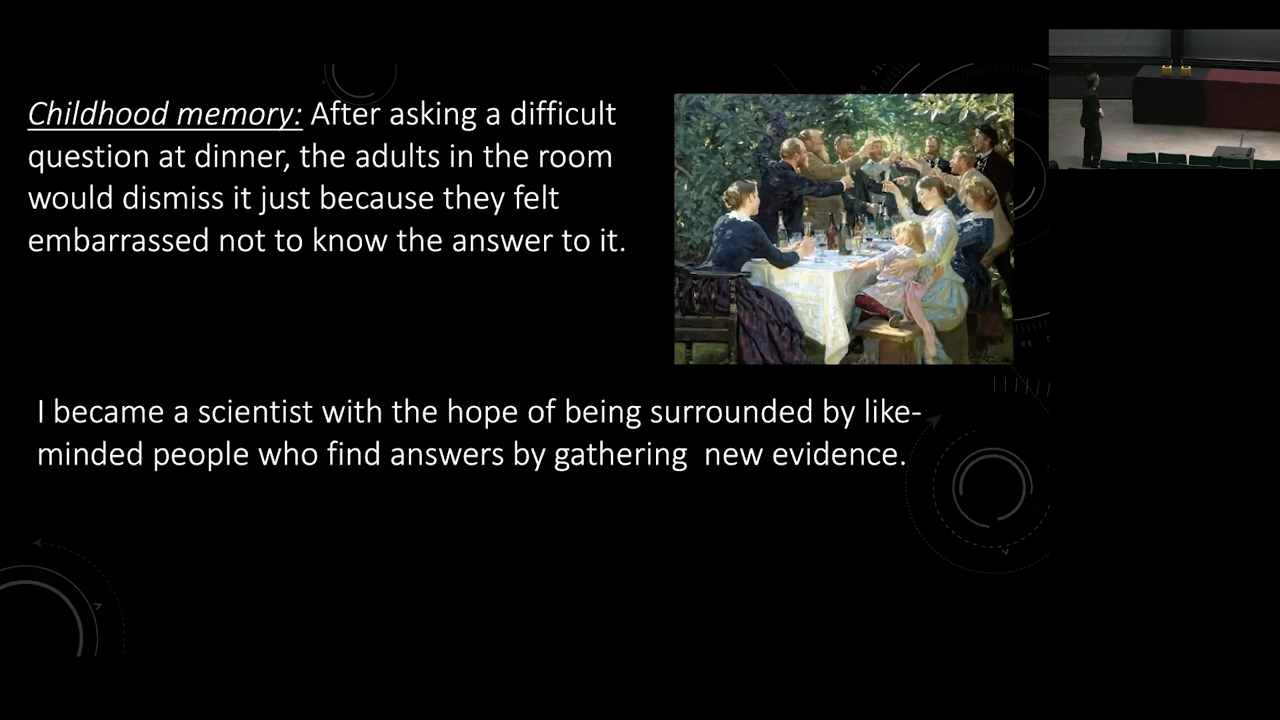 Childhood memory: After asking a difficult
question at dinner, the adults in the room
would dismiss it just because they felt
embarrassed not to know the answer to it.
I became a scientist with the hope of being surrounded by like-
minded people who find answers by gathering  new evidence.